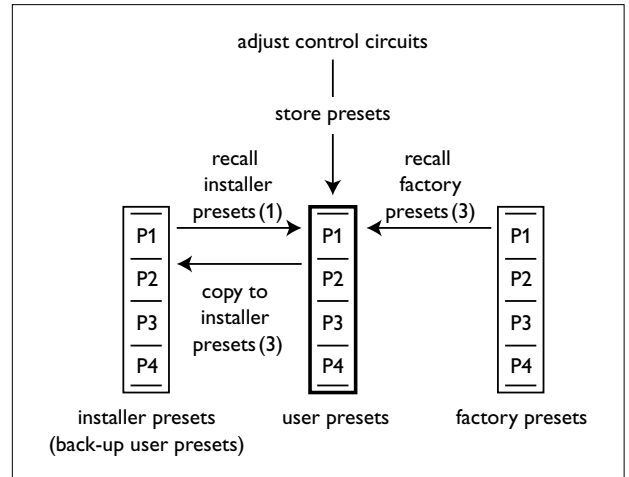 adjust control circuits
store presets
recall
installer
presets (1)
recall
factory
presets (3)
P1
P2
P3
P4
P1
P2
P3
P4
P1
P2
P3
P4
copy to
installer
presets (3)
installer presets
(back-up user presets)
user presets
factory presets